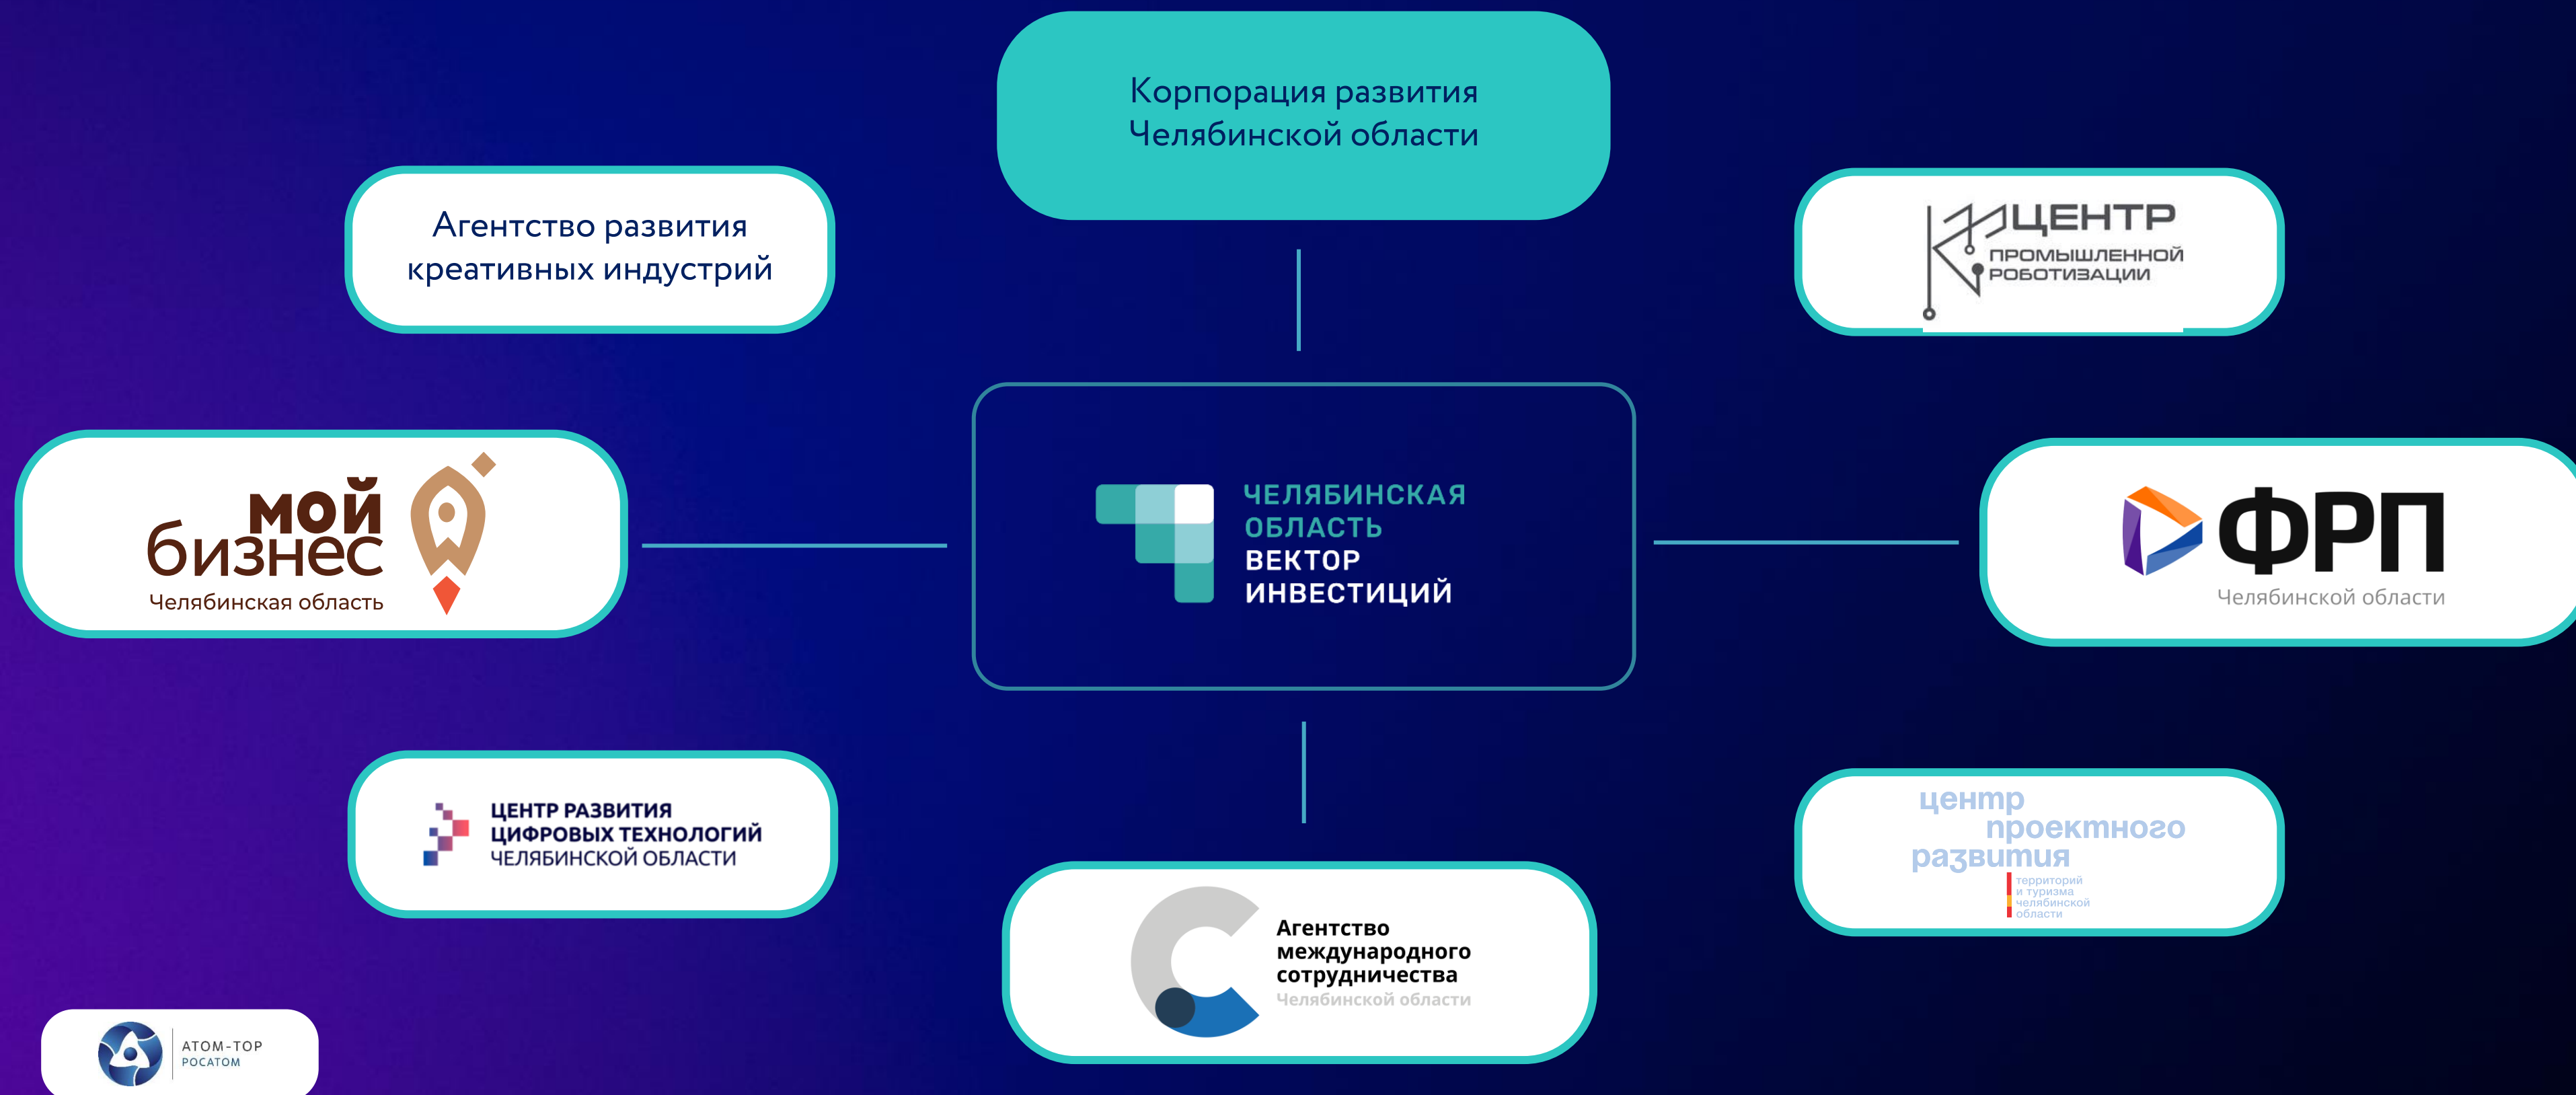 Корпорация развития
Челябинской области
Агентство развития
креативных индустрий
ЦЕНТР
ПРОМЫШЛЕННОЙ
РОБОТИЗАЦИИ
мой
бизнес
Челябинская область
ЧЕЛЯБИНСКАЯ
ОБЛАСТЬ
ВЕКТОР
ИНВЕСТИЦИЙ
ФРП
Челябинской области
ЦЕНТР РАЗВИТИЯ
ЦИФРОВЫХ ТЕХНОЛОГИЙ
ЧЕЛЯБИНСКОЙ ОБЛАСТИ
центр
проектного
развития
территорий
и туризма
челябинской
области
Агентство
международного
сотрудничества
Челябинской области
АТОМ-ТОР
РОСАТОМ